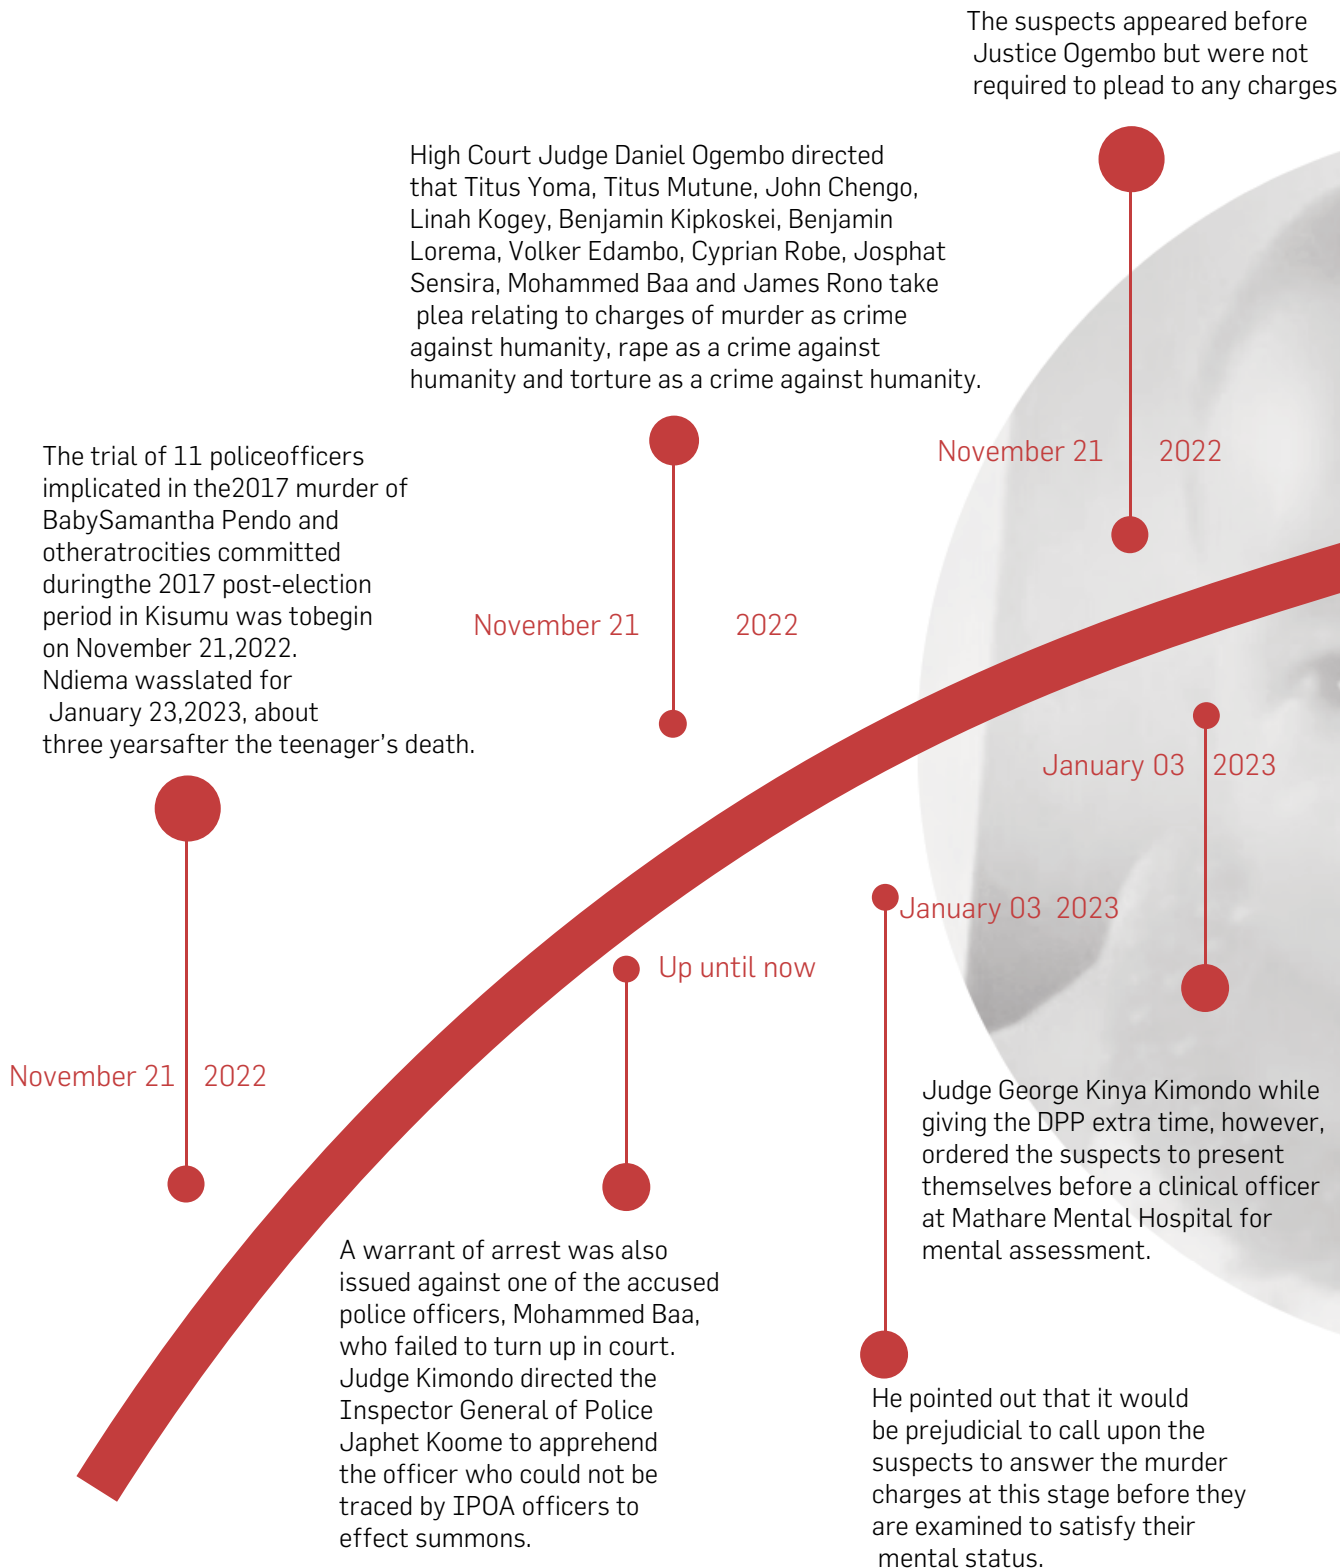 The suspects appeared before
Justice Ogembo but were not
required to plead to any charges
November 21 2022
High Court Judge Daniel Ogembo directed
that Titus Yoma, Titus Mutune, John Chengo,
Linah Kogey, Benjamin Kipkoskei, Benjamin
Lorema, Volker Edambo, Cyprian Robe, Josphat
Sensira, Mohammed Baa and James Rono take
plea relating to charges of murder as crime
against humanity, rape as a crime against
humanity and torture as a crime against humanity.
November 21 2022
The trial of 11 policeofficers
implicated in the2017 murder of
BabySamantha Pendo and
otheratrocities committed
duringthe 2017 post-election
period in Kisumu was tobegin
on November 21,2022.
Ndiema wasslated for
January 23,2023, about
three yearsafter the teenager's death.
November 21 2022
January 03 2023
Judge George Kinya Kimondo while
giving the DPP extra time, however,
ordered the suspects to present
themselves before a clinical officer
at Mathare Mental Hospital for
mental assessment.
January 03 2023
He pointed out that it would
be prejudicial to call upon the
suspects to answer the murder
charges at this stage before they
are examined to satisfy their
mental status.
Up until now
A warrant of arrest was also
issued against one of the accused
police officers, Mohammed Baa,
who failed to turn up in court.
Judge Kimondo directed the
Inspector General of Police
Japhet Koome to apprehend
the officer who could not be
traced by IPOA officers to
effect summons.